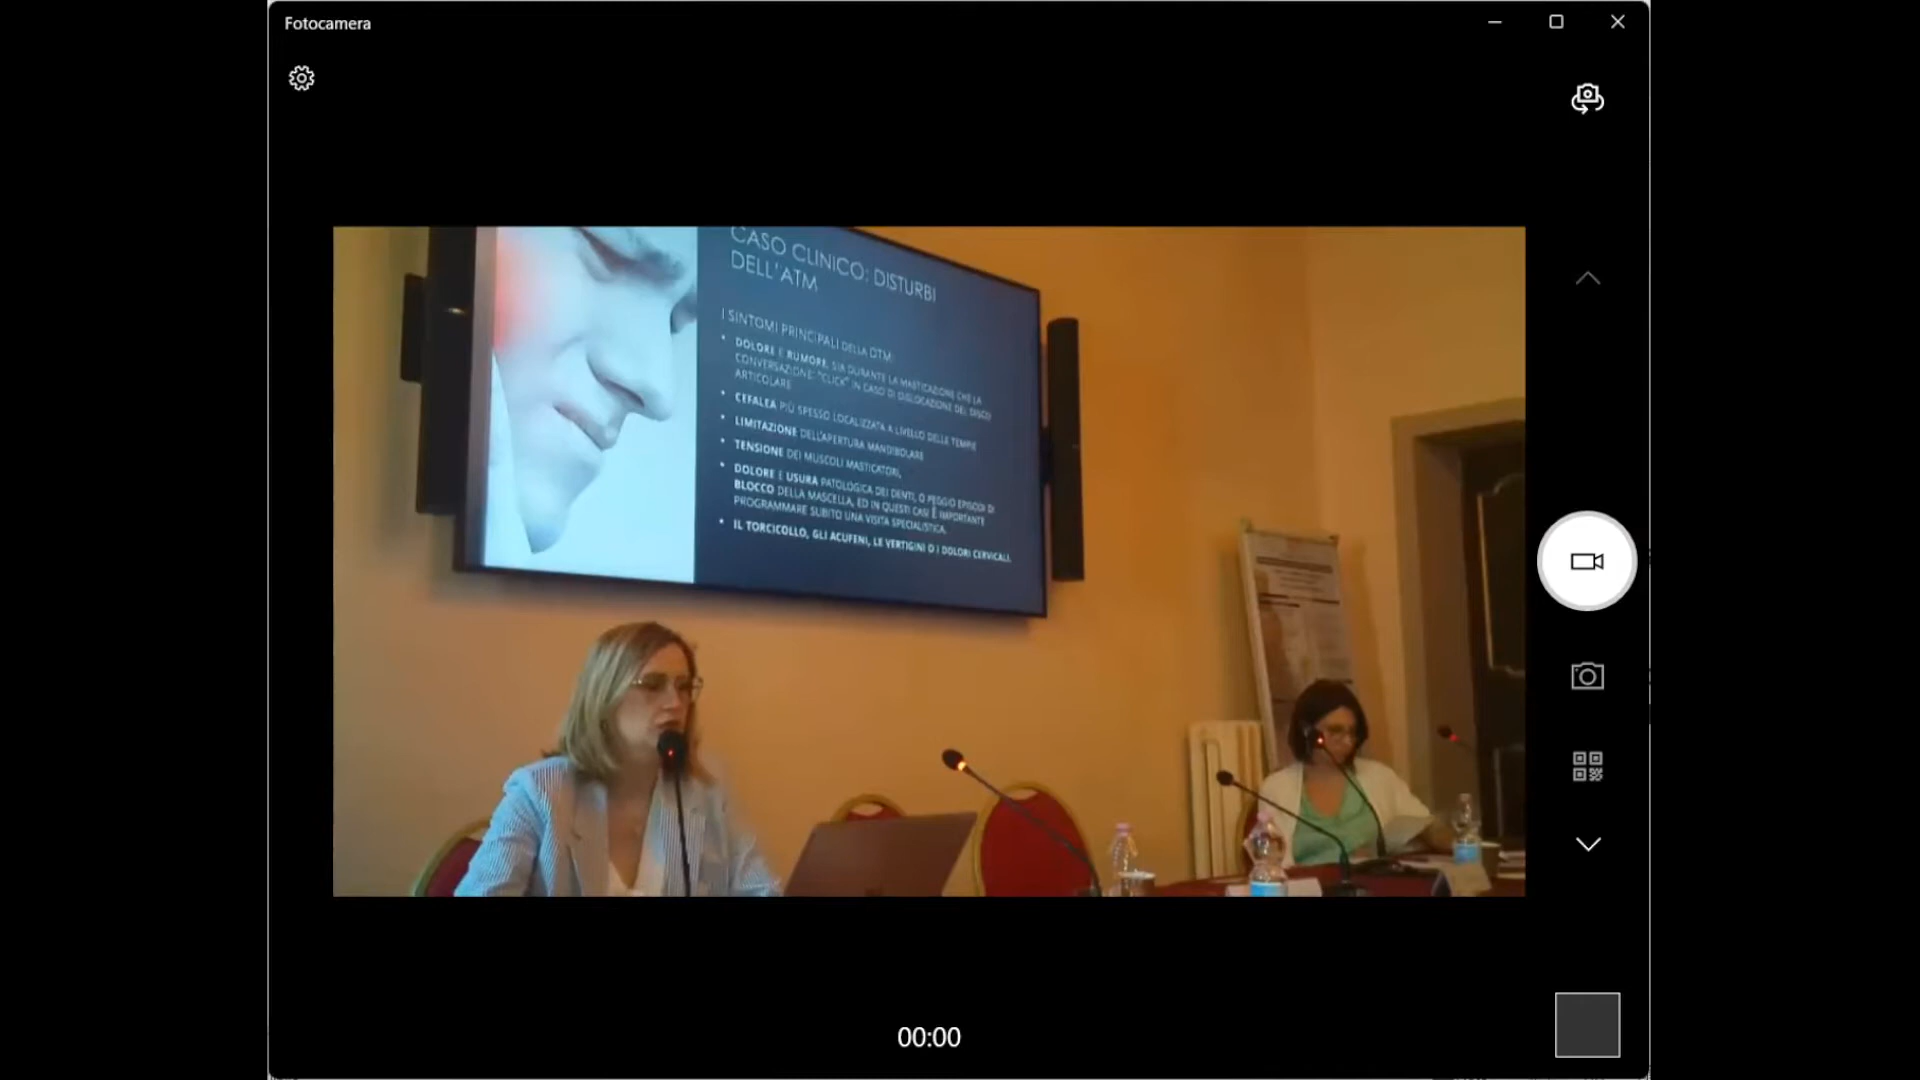 Fotocamera
CASO CLINICO: DISTURBI
DELL'ATM
I SINTOMI PRINCIPALI DELLA DTM:
• DOLORE E RUMORE, SIA DURANTE LA MASTICAZIONE CHE LA
CONVERSAZIONE: "CLICK" IN CASO DI DISLOCAZIONE DEL DISCO
ARTICOLARE
• CEFALEA PIÙ SPESSO LOCALIZZATA A LIVELLO DELLE TEMPIE
• LIMITAZIONE DELL'APERTURA MANDIBOLARE
• TENSIONE DEI MUSCOLI MASTICATORI,
• DOLORE E USURA PATOLOGICA DEI DENTI, O PEGGIO EPISODI DI
BLOCCO DELLA MASCELLA, ED IN QUESTI CASI È IMPORTANTE
PROGRAMMARE SUBITO UNA VISITA SPECIALISTICA.
• IL TORCICOLLO, GLI ACUFENI, LE VERTIGINI O I DOLORI CERVICALI.
00:00